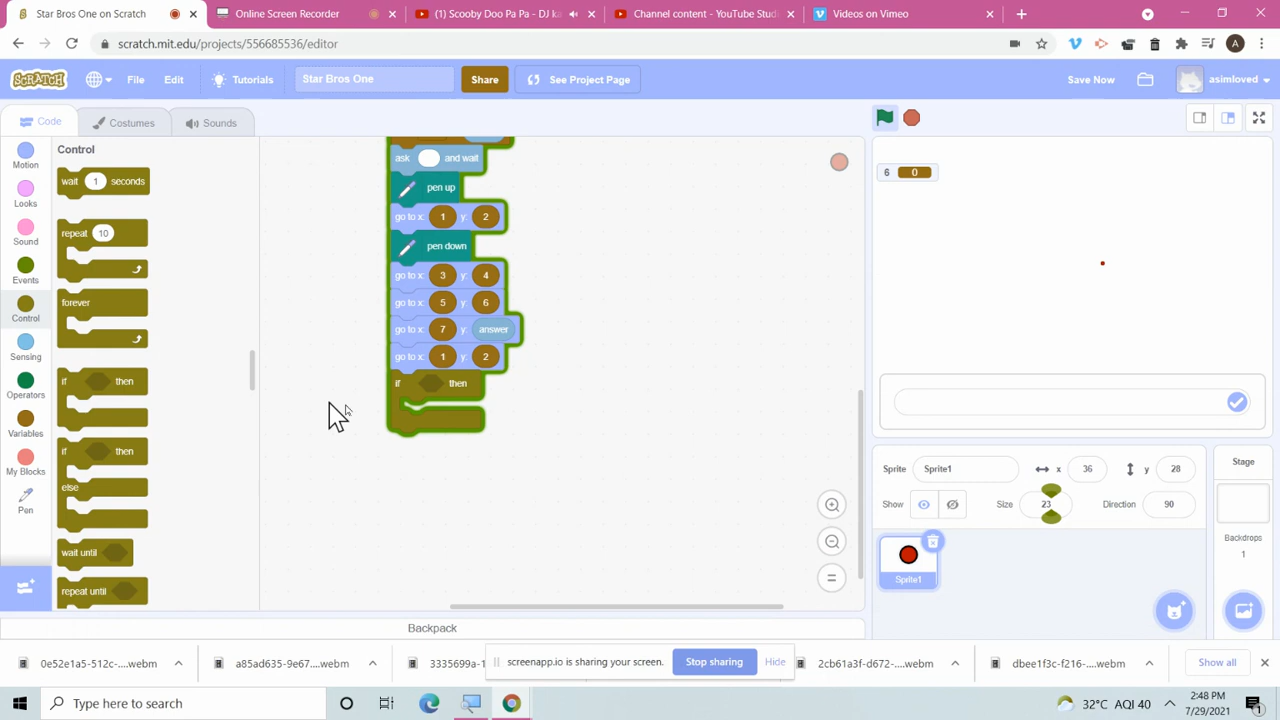 Star Bros One on Scratch
Online Screen Recorder
(1) Scooby Doo Pa Pa - DJ ka
Channel content - YouTube Stud
Videos on Vimeo
scratch.mit.edu/projects/556685536/editor
A
SCRATCH
File
Edit
Tutorials
Star Bros One
Share
See Project Page
Save Now
asimloved
Code
Costumes
Sounds
Motion
Looks
Sound
Events
Control
Sensing
Operators
Variables
My Blocks
Pen
Control
wait 1 seconds
repeat 10
forever
if then
if then
else
wait until
repeat until
ask and wait
pen up
go to x: 1 y: 2
pen down
go to x: 3 y: 4
go to x: 5 y: 6
go to x: 7 y: answer
go to x: 1 y: 2
if then
6 0
Sprite Sprite1 x 36 y 28
Show Size 23 Direction 90
Sprite1
Stage
Backdrops
1
Backpack
0e52e1a5-512c-....webm
a85ad635-9e67....webm
3335699a-1
screenapp.io is sharing your screen.
Stop sharing
Hide
2cb61a3f-d672-....webm
dbee1f3c-f216-....webm
Show all
Type here to search
32°C AQI 40
2:48 PM
7/29/2021
1